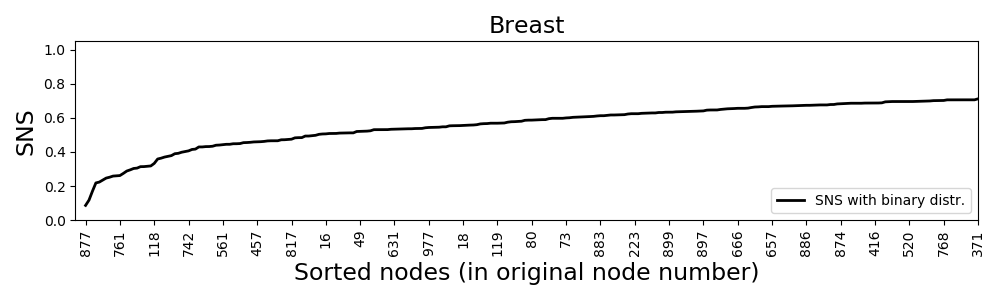 Breast
SNS
1.0
0.8
0.6
0.4
0.2
0.0
SNS with binary distr.
877 761 118 742 561 457 817 16 49 631 977 18 119 80 73 883 223 899 897 666 657 886 874 416 520 768 371
Sorted nodes (in original node number)